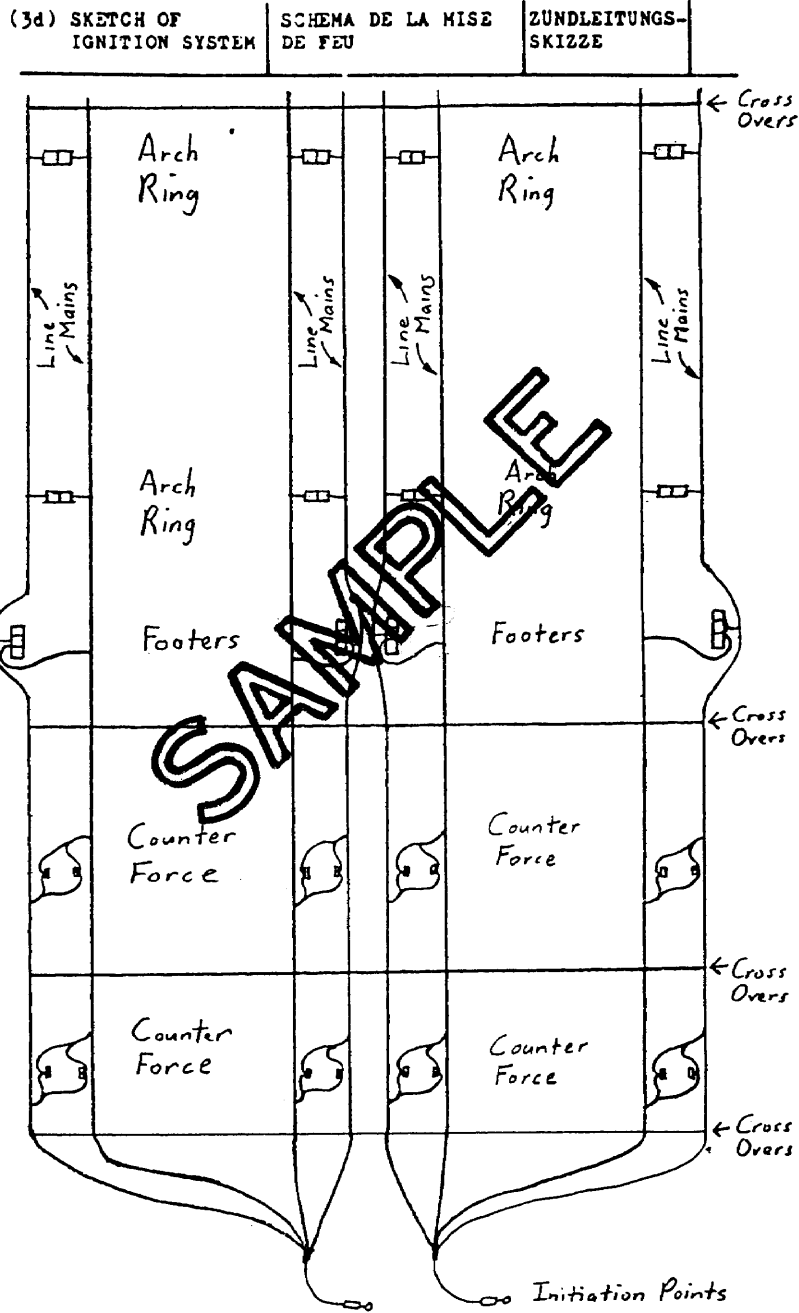 (3d) SKETCH OF IGNITION SYSTEM
SCHEMA DE LA MISE DE FEU
ZÜNDLEITUNGS-SKIZZE
Cross
Overs
Arch
Ring
Arch
Ring
Line
Mains
Line
Mains
Line
Mains
Line
Mains
Arch
Ring
Arch
Ring
Footers
Footers
SAMPLE
Cross
Overs
Counter
Force
Counter
Force
Cross
Overs
Counter
Force
Counter
Force
Cross
Overs
Initiation Points